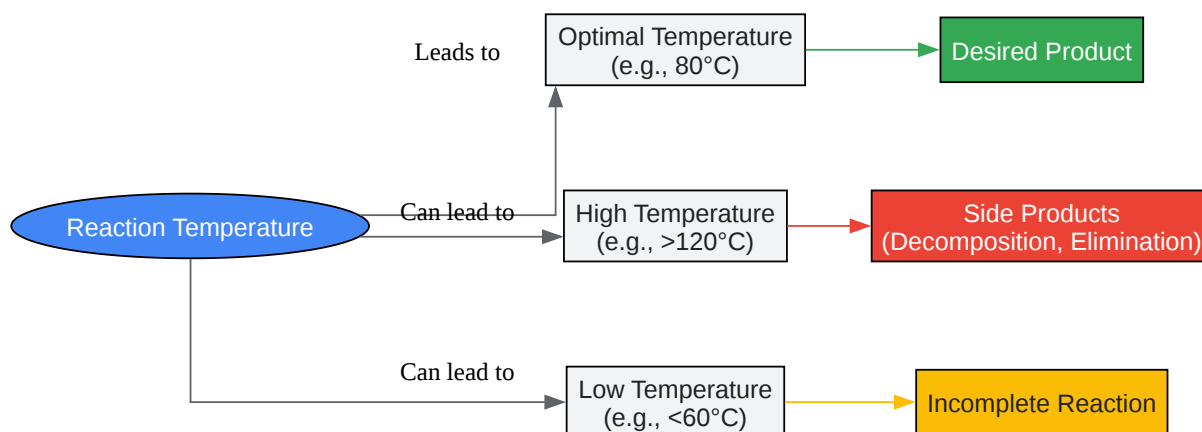 Leads to
Optimal Temperature
(e.g., 80°C)
Desired Product
Reaction Temperature
Can lead to
High Temperature
(e.g., >120°C)
Side Products
(Decomposition, Elimination)
Can lead to
Low Temperature
(e.g., <60°C)
Incomplete Reaction